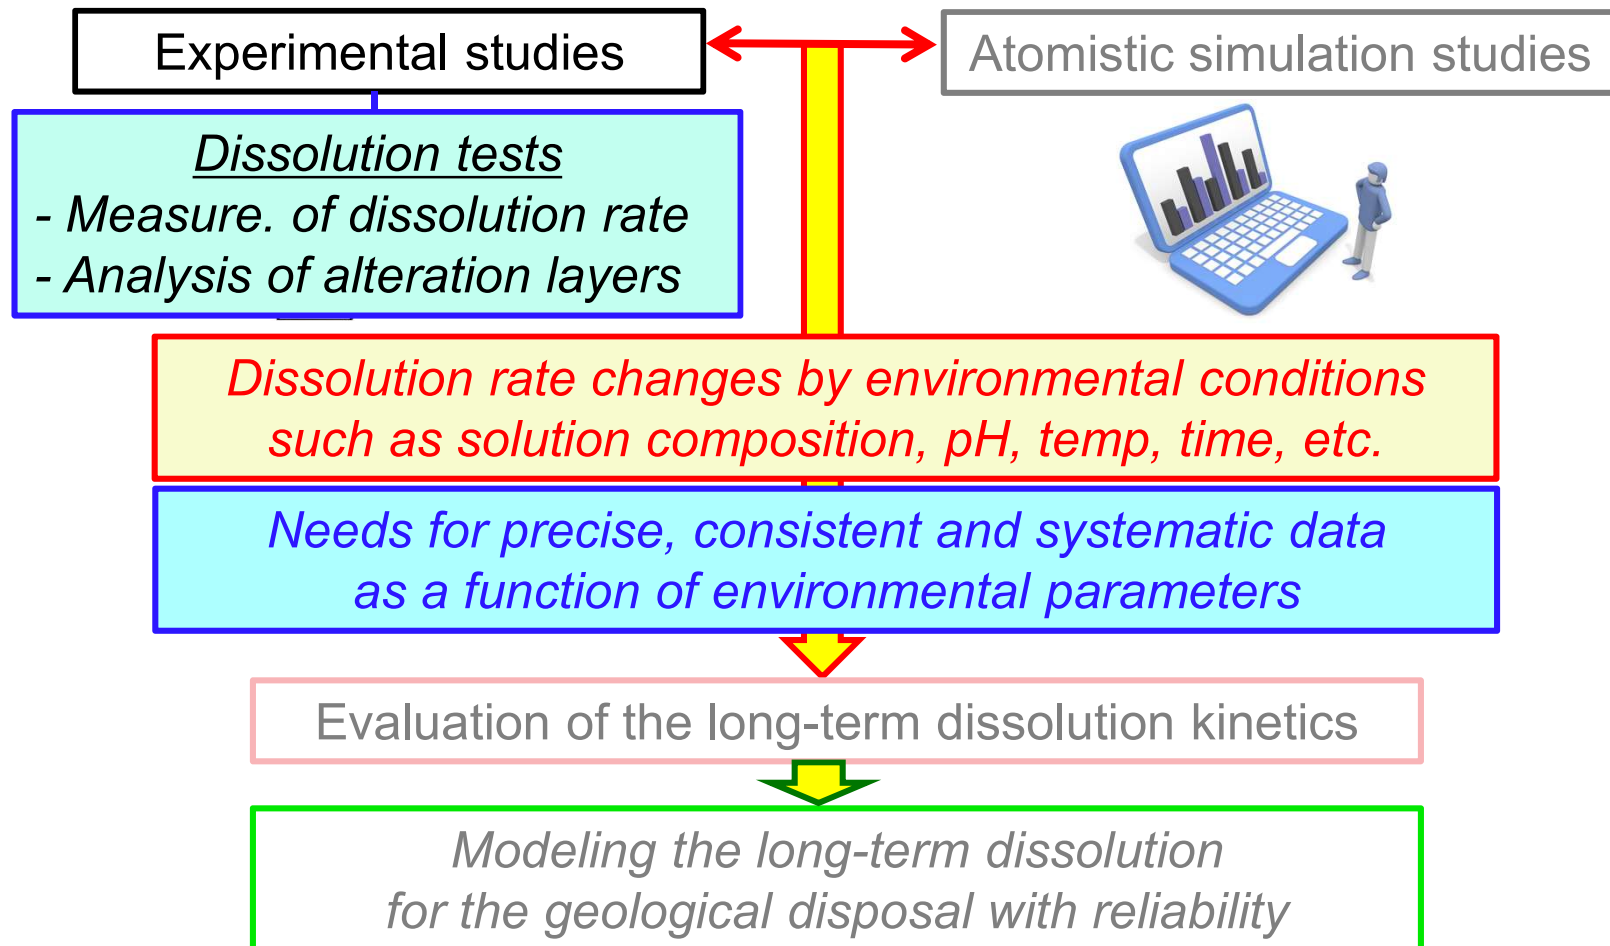 Experimental studies
Atomistic simulation studies
Dissolution tests
- Measure. of dissolution rate
- Analysis of alteration layers
Dissolution rate changes by environmental conditions
such as solution composition, pH, temp, time, etc.
Needs for precise, consistent and systematic data
as a function of environmental parameters
Evaluation of the long-term dissolution kinetics
Modeling the long-term dissolution
for the geological disposal with reliability